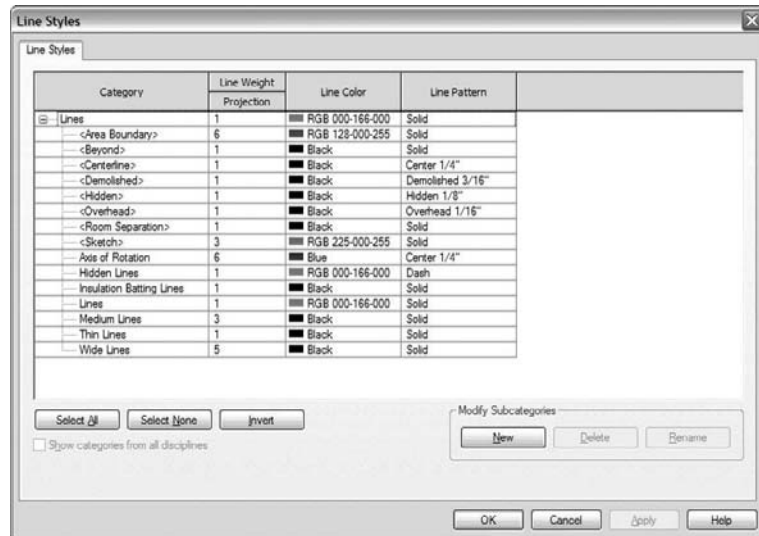 Line Styles
Line Styles
Category Line Weight Line Color Line Pattern
Projection
Lines 1 RGB 000-166-000 Solid
<Area Boundary> 6 RGB 128-000-255 Solid
<Beyond> 1 Black Solid
<Centerline> 1 Black Center 1/4"
<Demolished> 1 Black Demolished 3/16"
<Hidden> 1 Black Hidden 1/8"
<Overhead> 1 Black Overhead 1/16"
<Room Separation> 1 Black Solid
<Sketch> 3 RGB 225-000-255 Solid
Axis of Rotation 6 Blue Center 1/4"
Hidden Lines 1 RGB 000-166-000 Dash
Insulation Batting Lines 1 Black Solid
Lines 1 RGB 000-166-000 Solid
Medium Lines 3 Black Solid
Thin Lines 1 Black Solid
Wide Lines 5 Black Solid
Select All Select None Invert
Show categories from all disciplines
Modify Subcategories
New Delete Rename
OK Cancel Apply Help